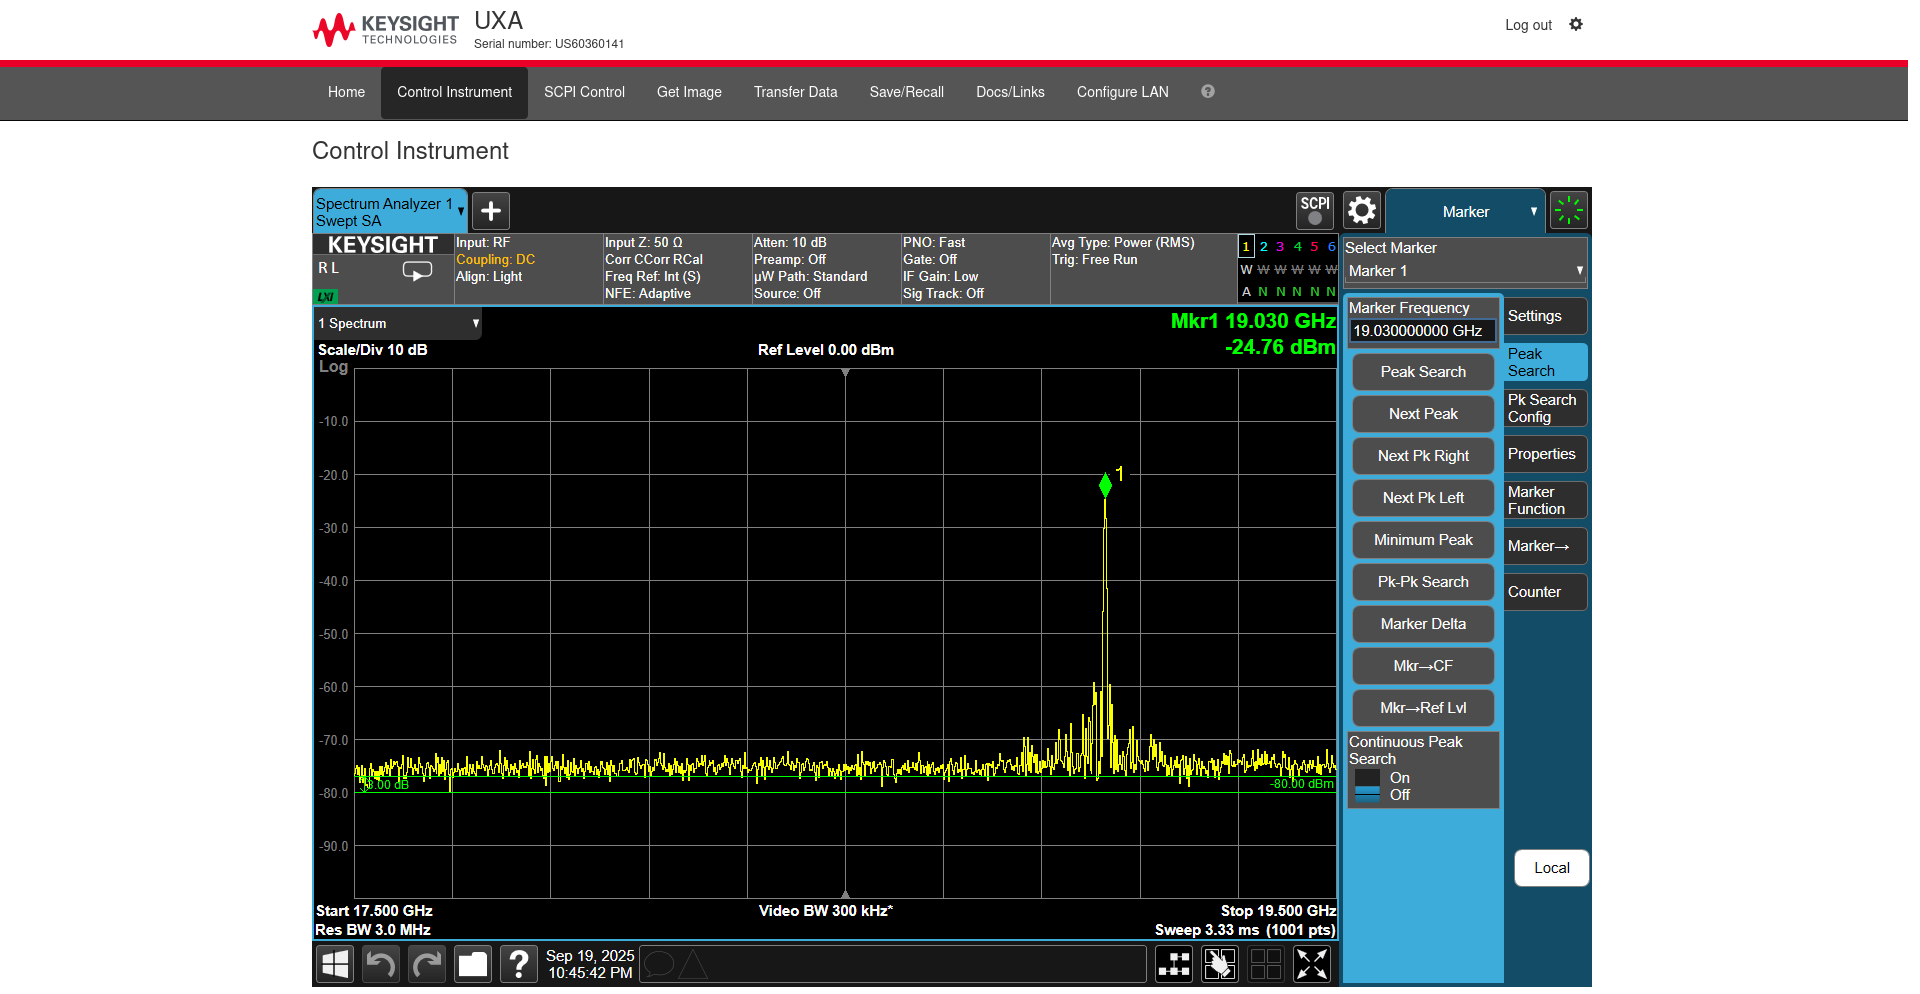 KEYSIGHT
TECHNOLOGIES
UXA
Serial number: US60360141
Log out
Home
Control Instrument
SCPI Control
Get Image
Transfer Data
Save/Recall
Docs/Links
Configure LAN
?
Control Instrument
Spectrum Analyzer 1
Swept SA
+
SCPI
Marker
KEYSIGHT
R L
LXI
Input: RF
Coupling: DC
Align: Light
Input Z: 50 Ω
Corr CCorr RCal
Freq Ref: Int (S)
NFE: Adaptive
Atten: 10 dB
Preamp: Off
µW Path: Standard
Source: Off
PNO: Fast
Gate: Off
IF Gain: Low
Sig Track: Off
Avg Type: Power (RMS)
Trig: Free Run
1 2 3 4 5 6
W W W W W W
A N N N N N
Select Marker
Marker 1
1 Spectrum
Scale/Div 10 dB
Log
Ref Level 0.00 dBm
Mkr1 19.030 GHz
-24.76 dBm
1
-10.0
-20.0
-30.0
-40.0
-50.0
-60.0
-70.0
-80.0
-90.0
3.00 dB
-80.00 dBm
Start 17.500 GHz
Res BW 3.0 MHz
Video BW 300 kHz*
Stop 19.500 GHz
Sweep 3.33 ms (1001 pts)
Marker Frequency
19.030000000 GHz
Peak Search
Next Peak
Next Pk Right
Next Pk Left
Minimum Peak
Pk-Pk Search
Marker Delta
Mkr→CF
Mkr→Ref Lvl
Continuous Peak
Search
On
Off
Settings
Peak
Search
Pk Search
Config
Properties
Marker
Function
Marker→
Counter
Local
?
Sep 19, 2025
10:45:42 PM